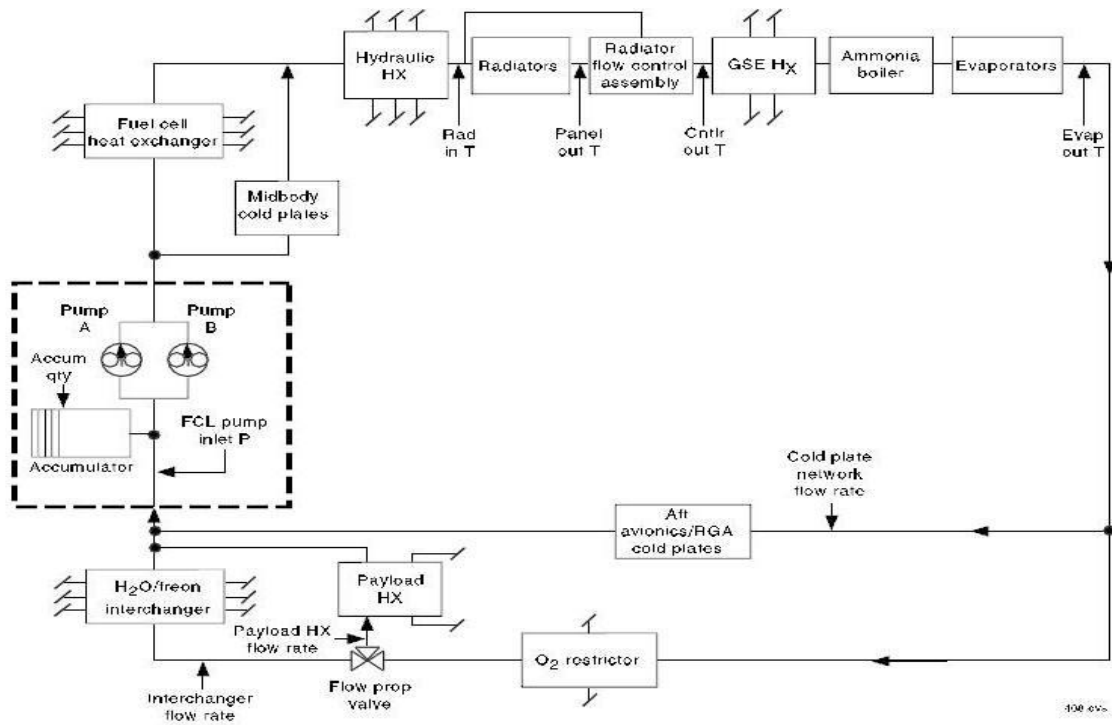 Hydraulic
HX
Radiators
Radiator
flow control
assembly
GSE HX
Ammonia
boiler
Evaporators
Rad
in T
Panel
out T
Cntlr
out T
Evap
out T
Fuel cell
heat exchanger
Midbody
cold plates
Pump
A
Pump
B
Accum
qty
FCL pump
inlet P
Accumulator
Cold plate
network
flow rate
Aft
avionics/RGA
cold plates
H2O/freon
interchanger
Payload
HX
Payload HX
flow rate
O2 restrictor
Interchanger
flow rate
Flow prop
valve